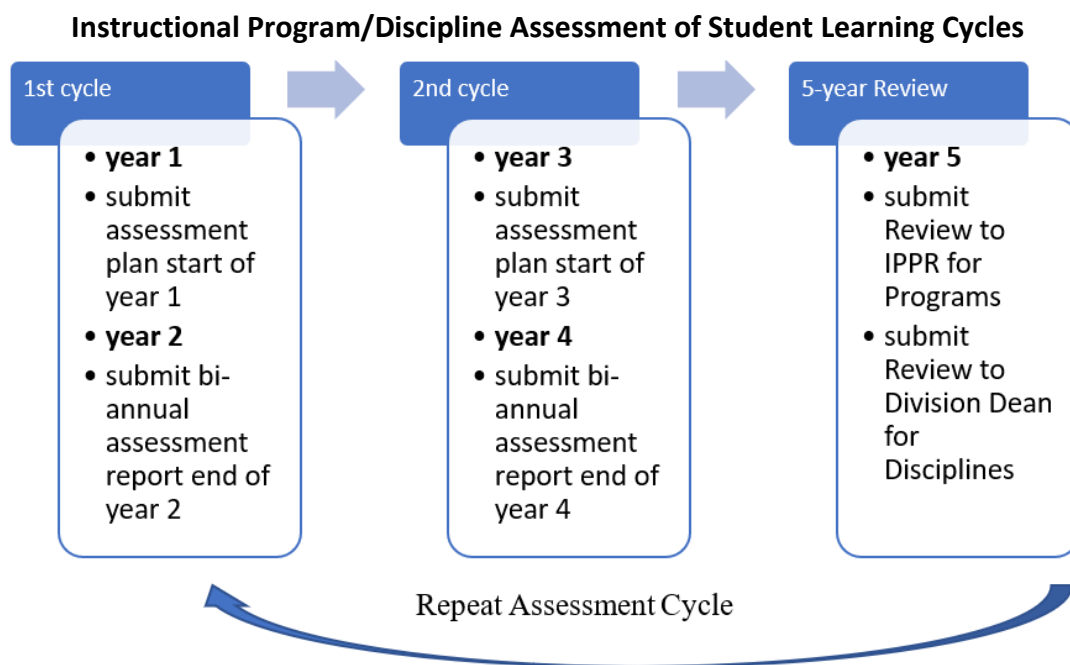 Instructional Program/Discipline Assessment of Student Learning Cycles
1st cycle
• year 1
• submit
assessment
plan start of
year 1
• year 2
• submit bi-
annual
assessment
report end of
year 2
2nd cycle
• year 3
• submit
assessment
plan start of
year 3
• year 4
• submit bi-
annual
assessment
report end of
year 4
5-year Review
• year 5
• submit
Review to
IPPR for
Programs
• submit
Review to
Division Dean
for
Disciplines
Repeat Assessment Cycle